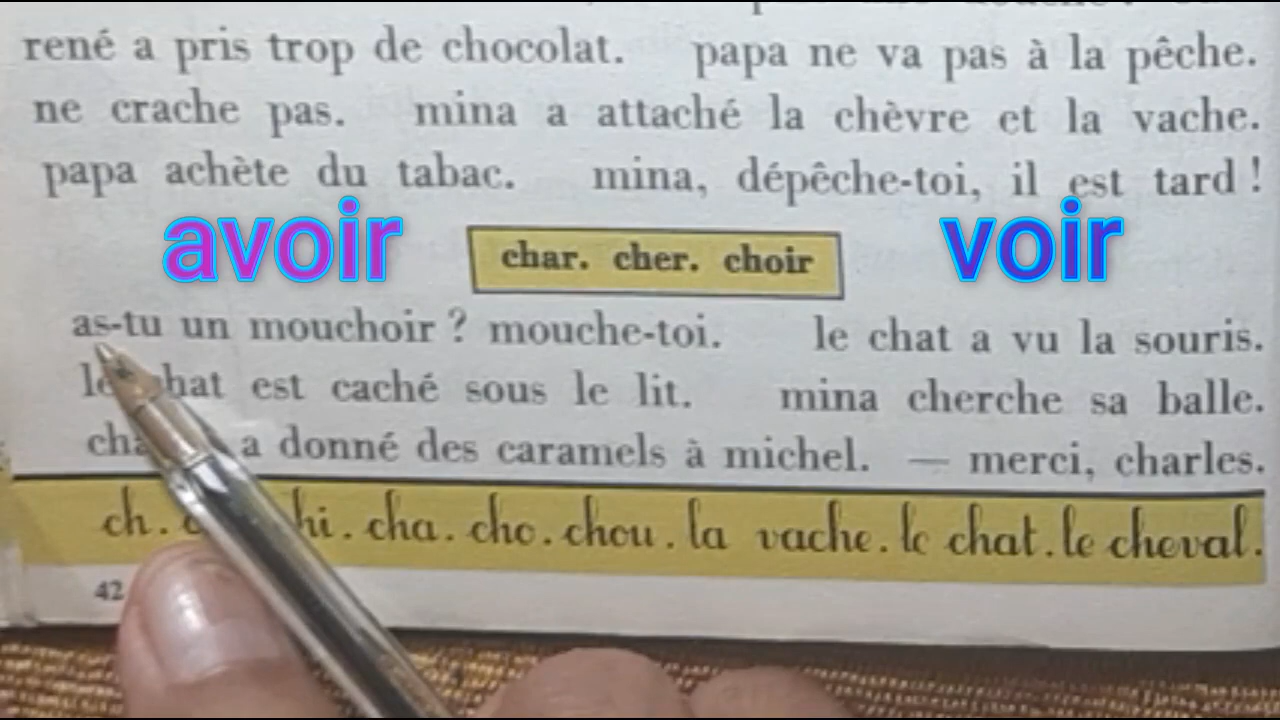 rené a pris trop de chocolat. papa ne va pas à la pêche.
ne crache pas. mina a attaché la chèvre et la vache.
papa achète du tabac. mina, dépêche-toi, il est tard !
avoir
char. cher. choir
voir
as-tu un mouchoir ? mouche-toi. le chat a vu la souris.
le chat est caché sous le lit. mina cherche sa balle.
a donné des caramels à michel. — merci, charles.
ch. cha. cho. chou. la vache. le chat. le cheval.
42